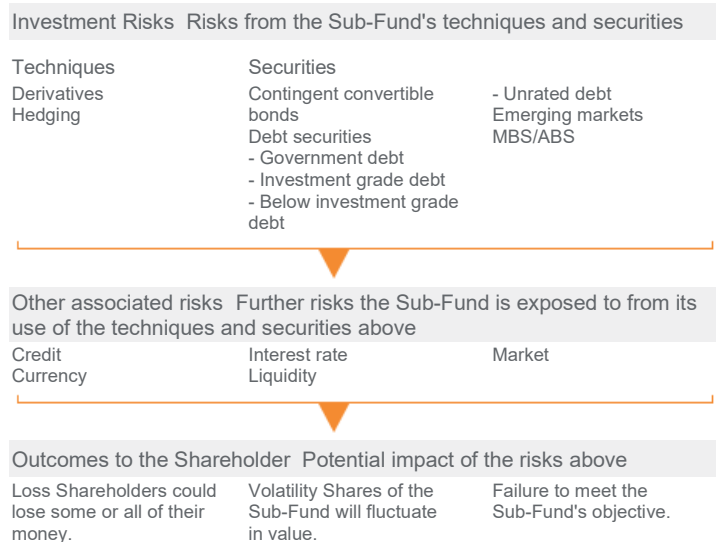 Investment Risks  Risks from the Sub-Fund's techniques and securities
Techniques
Derivatives
Hedging
Securities
Contingent convertible
bonds
Debt securities
- Government debt
- Investment grade debt
- Below investment grade
debt
- Unrated debt
Emerging markets
MBS/ABS
Other associated risks  Further risks the Sub-Fund is exposed to from its
use of the techniques and securities above
Credit
Currency
Interest rate
Liquidity
Market
Outcomes to the Shareholder  Potential impact of the risks above
Loss Shareholders could
lose some or all of their
money.
Volatility Shares of the
Sub-Fund will fluctuate
in value.
Failure to meet the
Sub-Fund's objective.